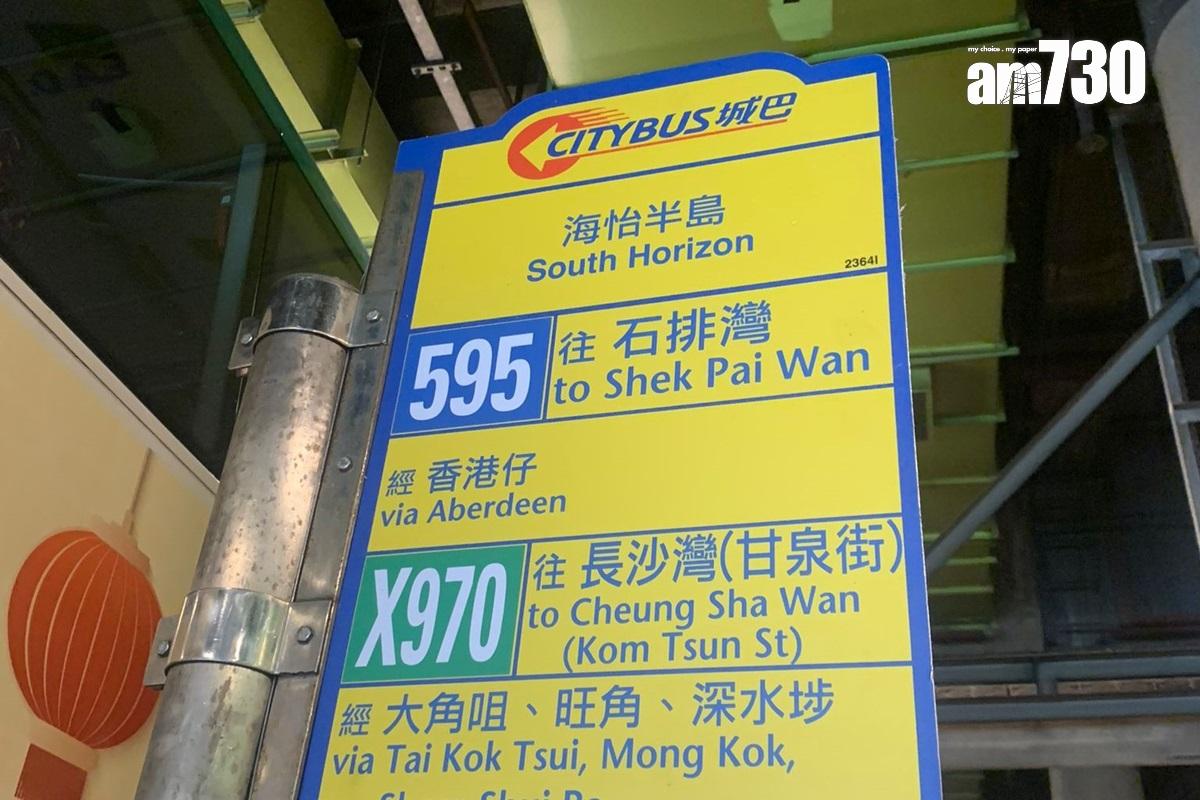 my choice . my paper
am730
CITYBUS城巴
海怡半島
South Horizon
2364I
595
往 石排灣
to Shek Pai Wan
經 香港仔
via Aberdeen
X970
往 長沙灣(甘泉街)
to Cheung Sha Wan
(Kom Tsun St)
經 大角咀、旺角、深水埗
via Tai Kok Tsui, Mong Kok,